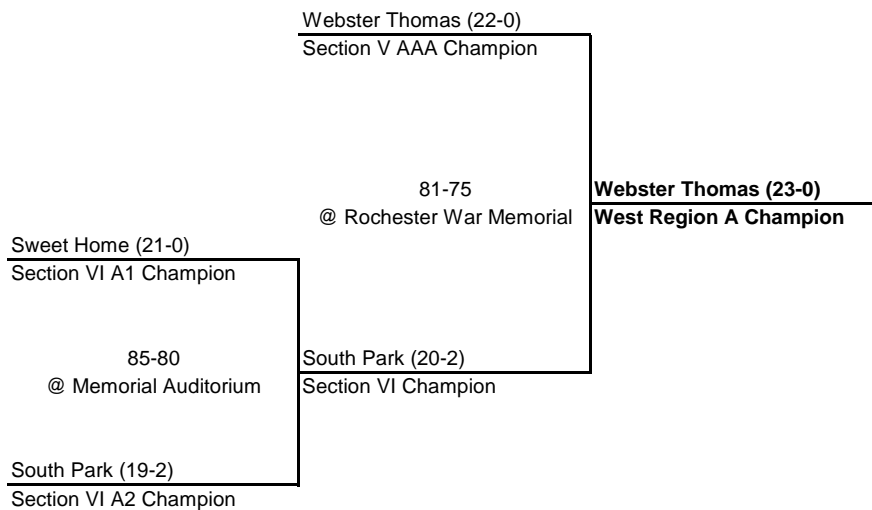 Webster Thomas (22-0)
Section V AAA Champion
81-75
@ Rochester War Memorial
Webster Thomas (23-0)
West Region A Champion
Sweet Home (21-0)
Section VI A1 Champion
85-80
@ Memorial Auditorium
South Park (20-2)
Section VI Champion
South Park (19-2)
Section VI A2 Champion